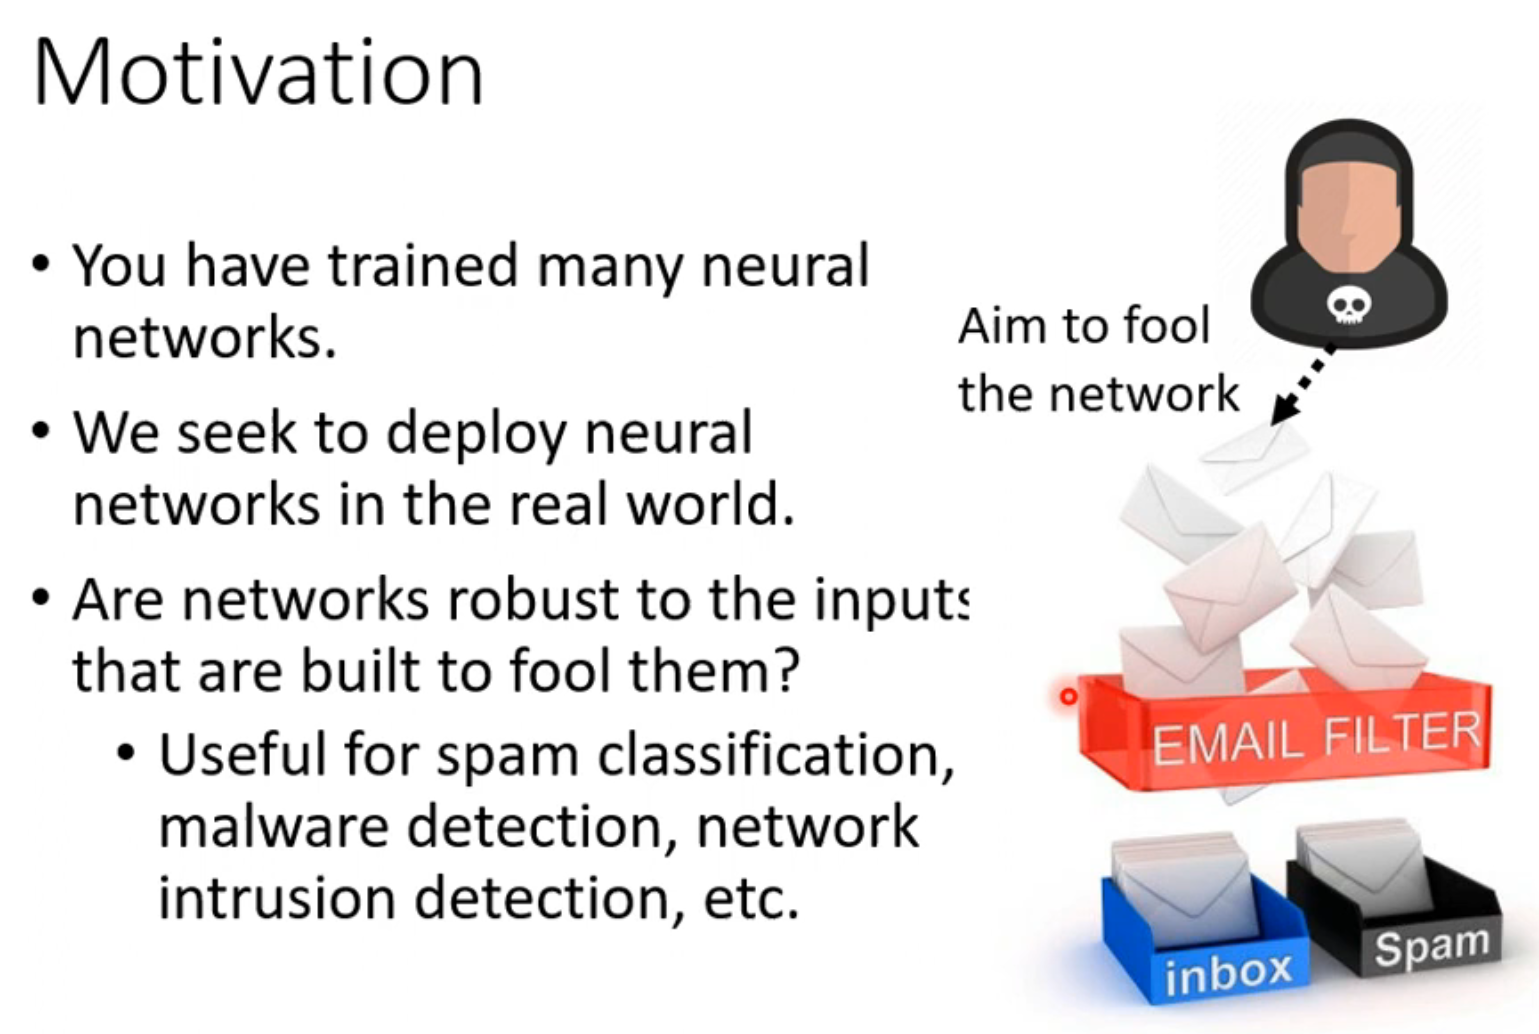 Motivation
• You have trained many neural
networks.
• We seek to deploy neural
networks in the real world.
• Are networks robust to the inputs
that are built to fool them?
• Useful for spam classification,
malware detection, network
intrusion detection, etc.
Aim to fool
the network
EMAIL FILTER
inbox
Spam